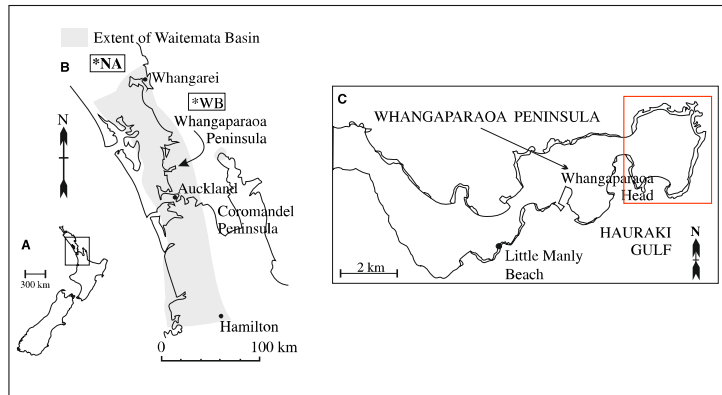 Extent of Waitemata Basin
B
*NA
Whangarei
*WB
Whangaparaoa
Peninsula
N
Auckland
Coromandel
Peninsula
A
300 km
Hamilton
0
100 km
C
WHANGAPARAOA PENINSULA
Whangaparaoa
Head
HAURAKI
GULF
N
Little Manly
Beach
2 km